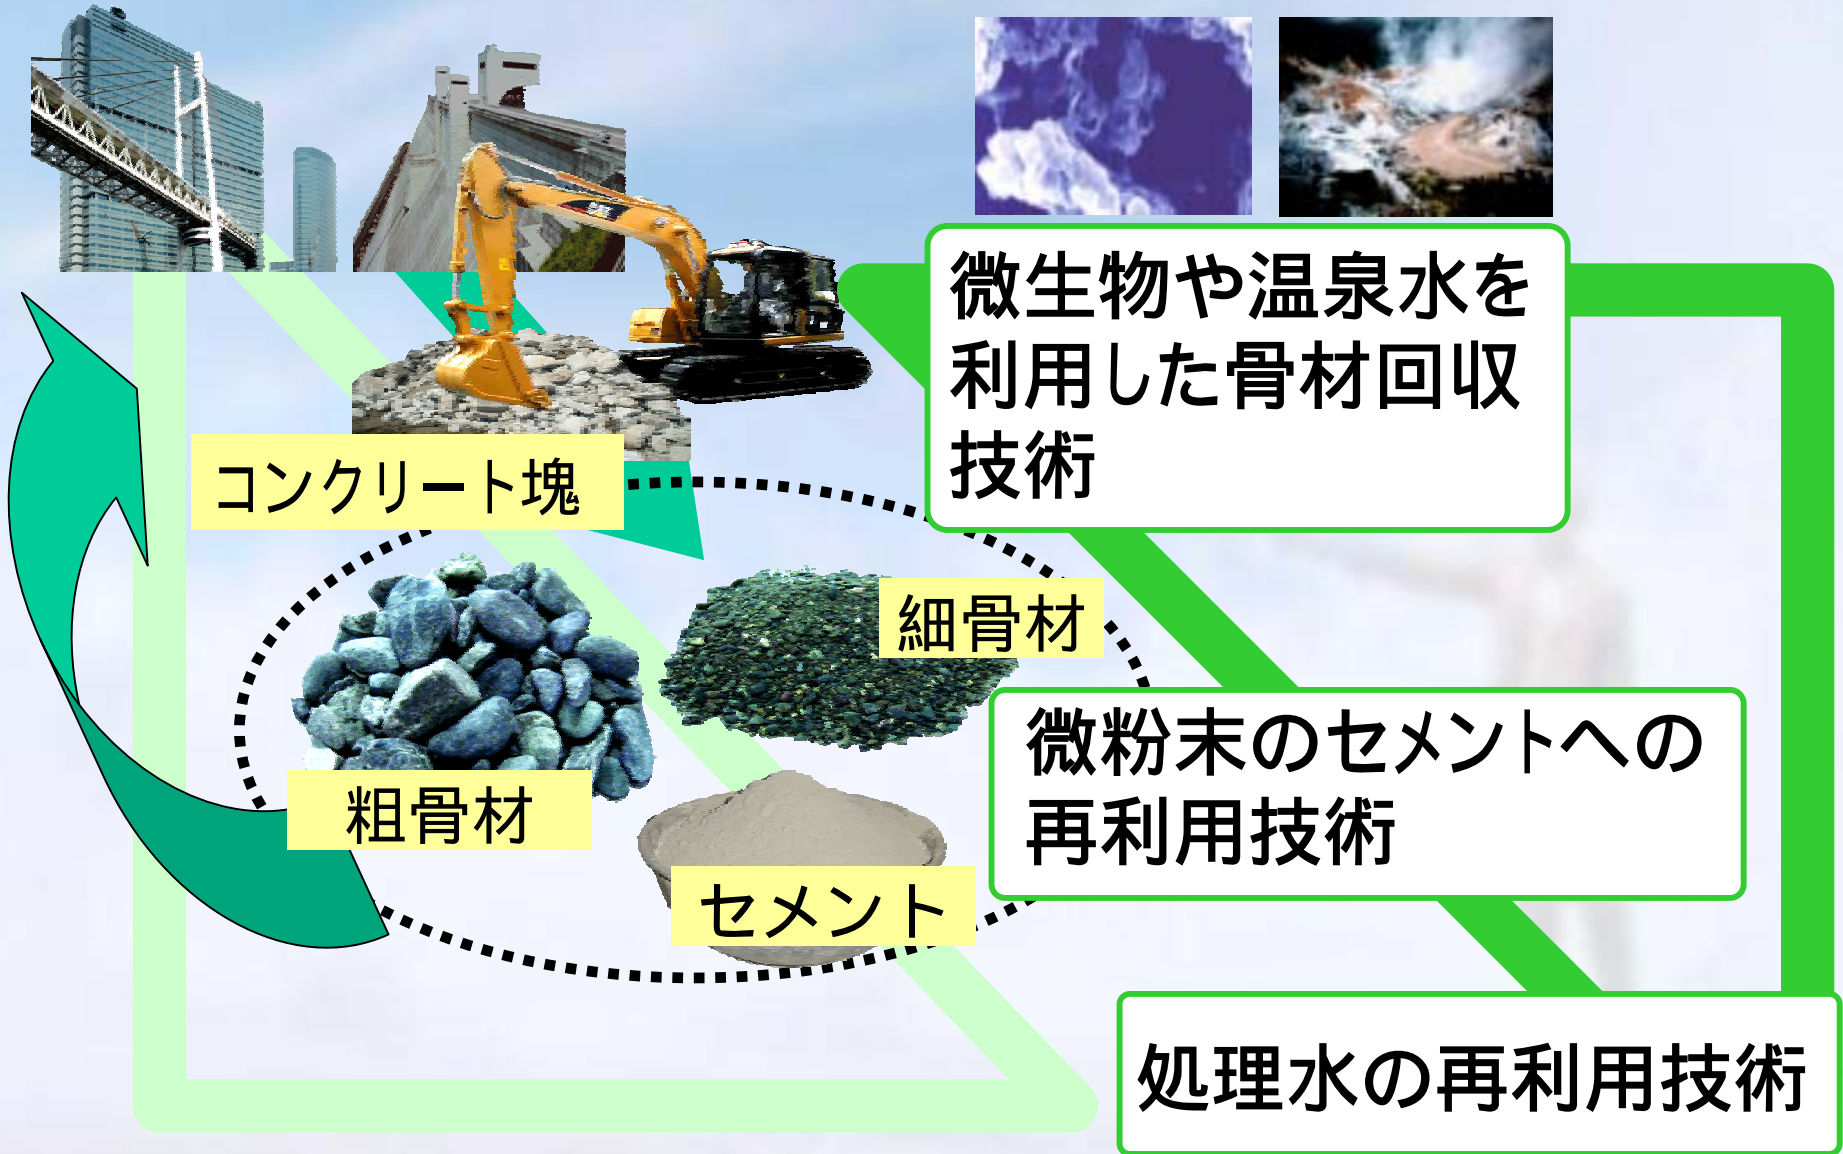 微生物や温泉水を
利用した骨材回収
技術
コンクリート塊
細骨材
微粉末のセメントへの
再利用技術
粗骨材
セメント
処理水の再利用技術